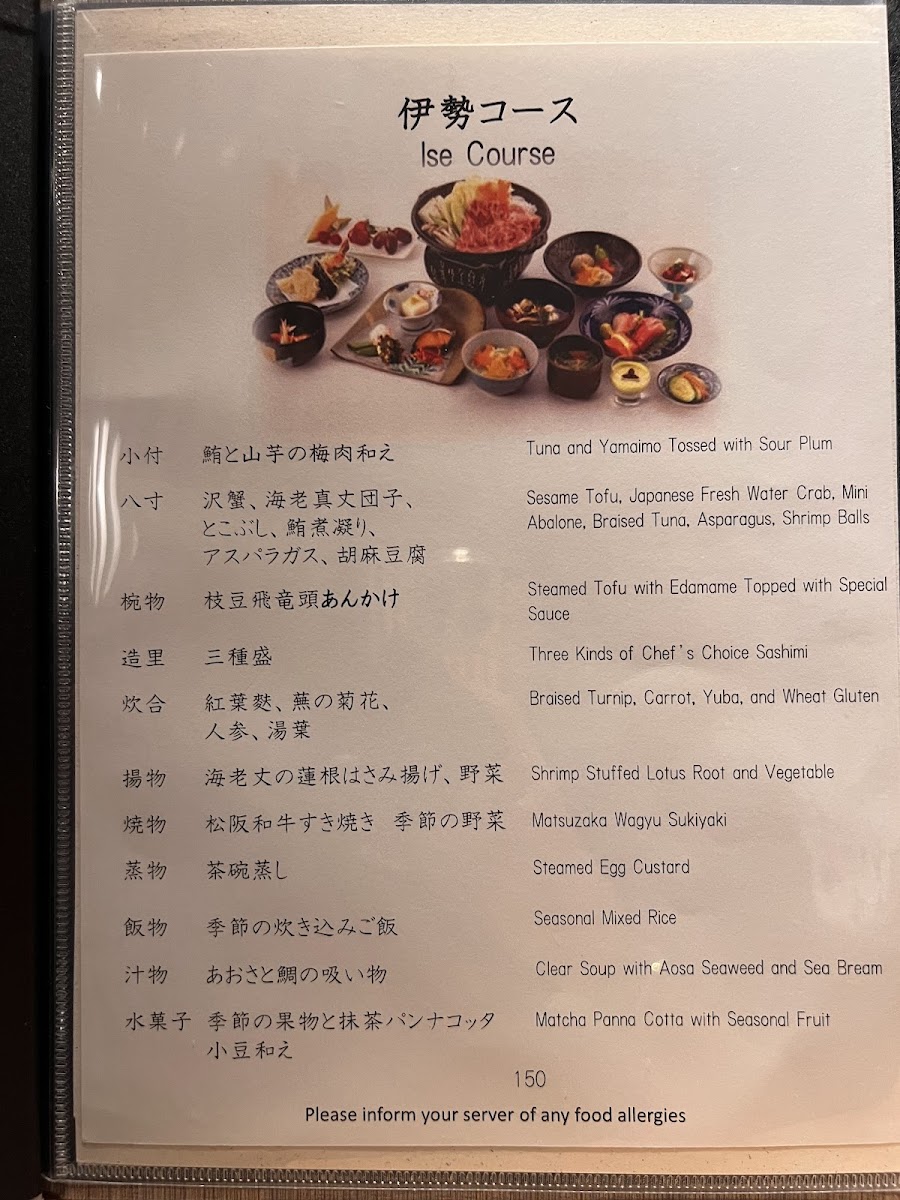 伊勢コース
Ise Course
小付 鮪と山芋の梅肉和え Tuna and Yamaimo Tossed with Sour Plum
八寸 沢蟹、海老真丈団子、 Sesame Tofu, Japanese Fresh Water Crab, Mini
とこぶし、鮪煮凝り、 Abalone, Braised Tuna, Asparagus, Shrimp Balls
アスパラガス、胡麻豆腐
椀物 枝豆飛竜頭あんかけ Steamed Tofu with Edamame Topped with Special
Sauce
造里 三種盛 Three Kinds of Chef's Choice Sashimi
炊合 紅葉麩、蕪の菊花、 Braised Turnip, Carrot, Yuba, and Wheat Gluten
人参、湯葉
揚物 海老丈の蓮根はさみ揚げ、野菜 Shrimp Stuffed Lotus Root and Vegetable
焼物 松阪和牛すき焼き 季節の野菜 Matsuzaka Wagyu Sukiyaki
蒸物 茶碗蒸し Steamed Egg Custard
飯物 季節の炊き込みご飯 Seasonal Mixed Rice
汁物 あおさと鯛の吸い物 Clear Soup with Aosa Seaweed and Sea Bream
水菓子 季節の果物と抹茶パンナコッタ Matcha Panna Cotta with Seasonal Fruit
小豆和え
150
Please inform your server of any food allergies